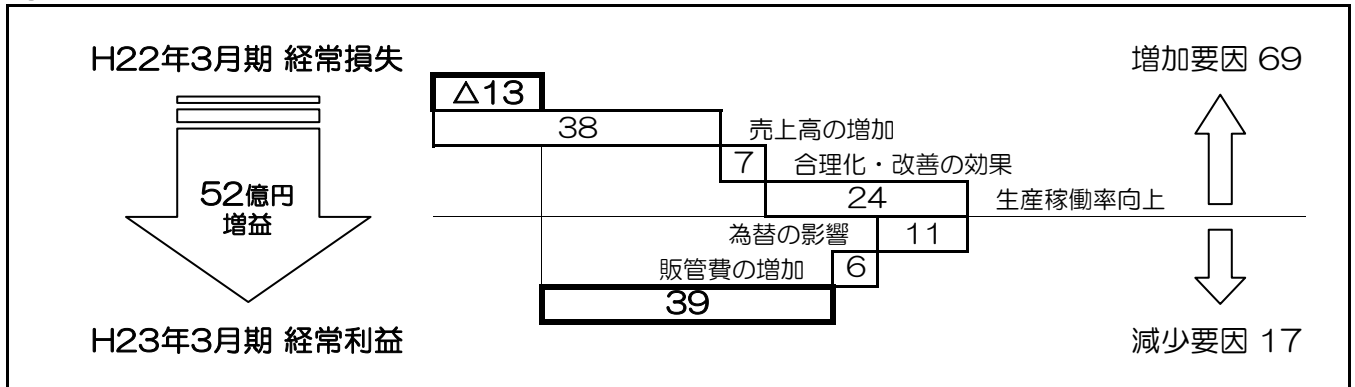 H22年3月期 経常損失
増加要因 69
△13
38 売上高の増加
7 合理化・改善の効果
24 生産稼働率向上
52億円
増益
為替の影響 11
販管費の増加 6
39
H23年3月期 経常利益
減少要因 17